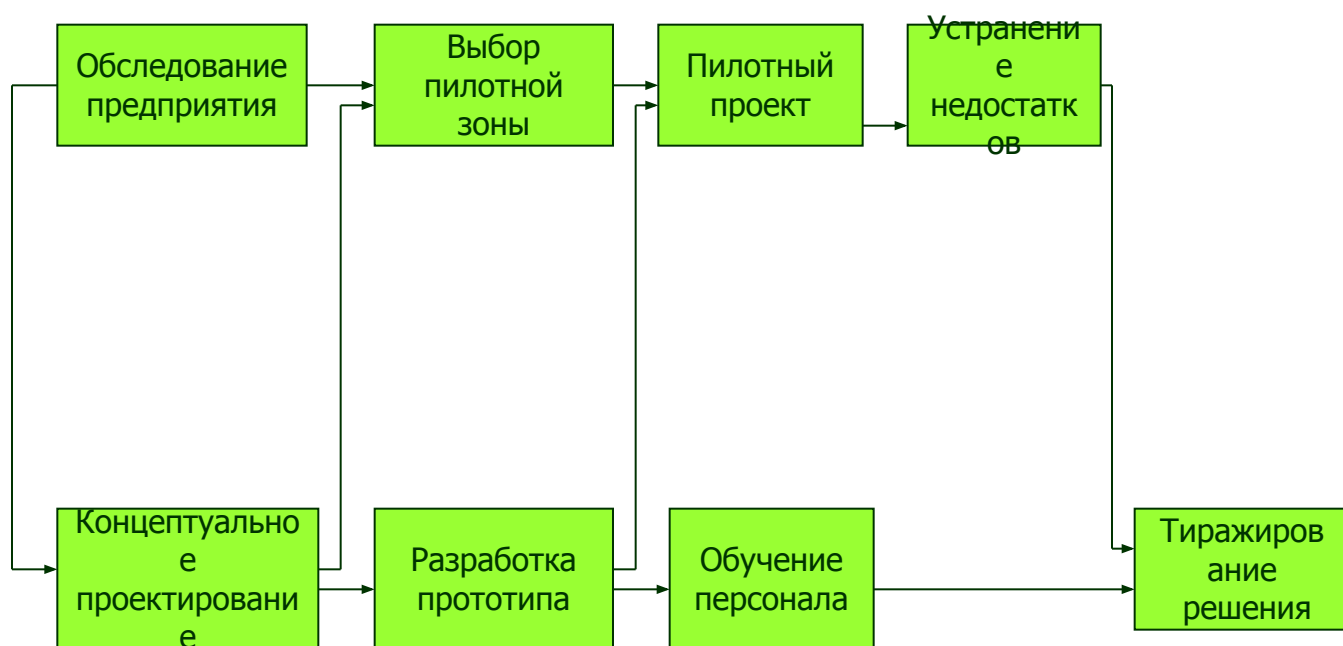 Обследование
предприятия
Выбор
пилотной
зоны
Пилотный
проект
Устранени
е
недостатк
ов
Концептуально
е
проектировани
е
Разработка
прототипа
Обучение
персонала
Тиражиров
ание
решения